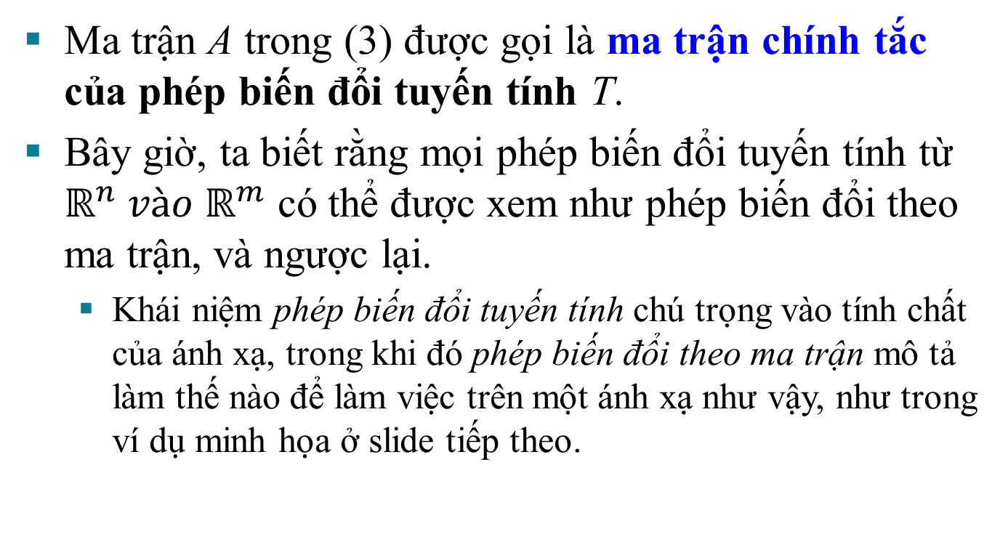 ▪ Ma trận A trong (3) được gọi là ma trận chính tắc
của phép biến đổi tuyến tính T.
▪ Bây giờ, ta biết rằng mọi phép biến đổi tuyến tính từ
ℝⁿ vào ℝᵐ có thể được xem như phép biến đổi theo
ma trận, và ngược lại.
▪ Khái niệm phép biến đổi tuyến tính chú trọng vào tính chất
của ánh xạ, trong khi đó phép biến đổi theo ma trận mô tả
làm thế nào để làm việc trên một ánh xạ như vậy, như trong
ví dụ minh họa ở slide tiếp theo.